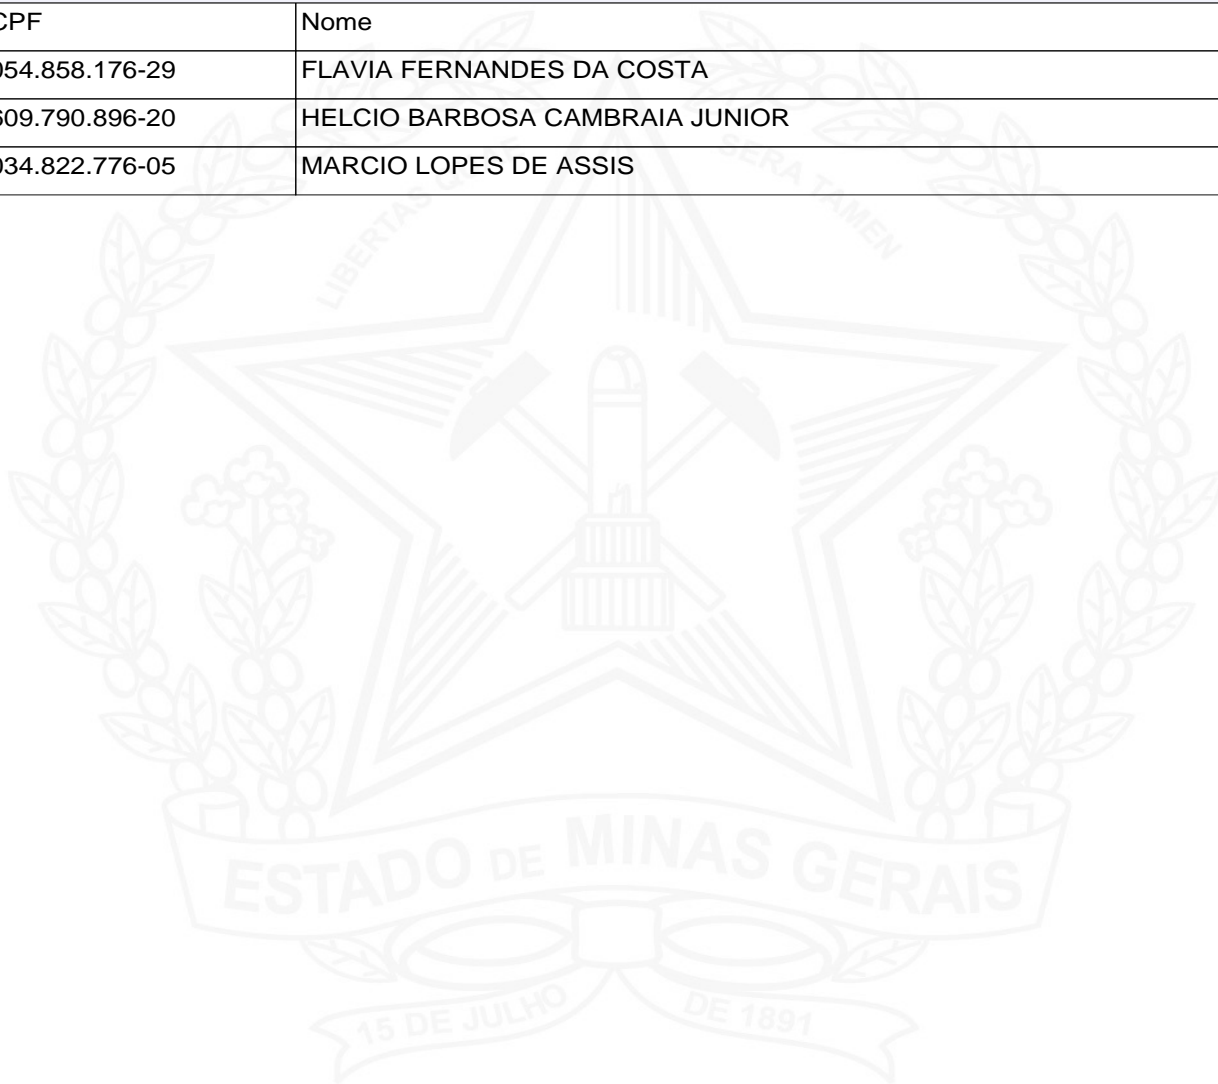 CPF Nome
054.858.176-29 FLAVIA FERNANDES DA COSTA
609.790.896-20 HELCIO BARBOSA CAMBRAIA JUNIOR
034.822.776-05 MARCIO LOPES DE ASSIS
LIBERTAS QUE SERA TAMEN
ESTADO DE MINAS GERAIS
15 DE JULHO DE 1891